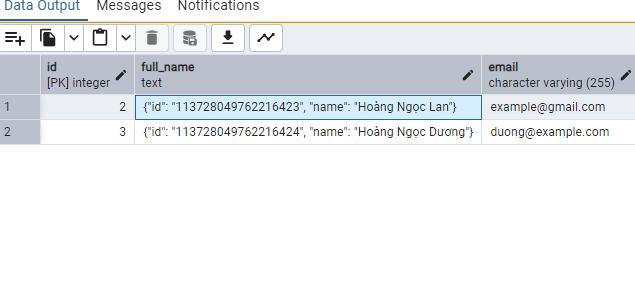 Data Output Messages Notifications
id full_name email
[PK] integer text character varying (255)
1 2 {"id": "113728049762216423", "name": "Hoàng Ngọc Lan"} example@gmail.com
2 3 {"id": "113728049762216424", "name": "Hoàng Ngọc Dương"} duong@example.com